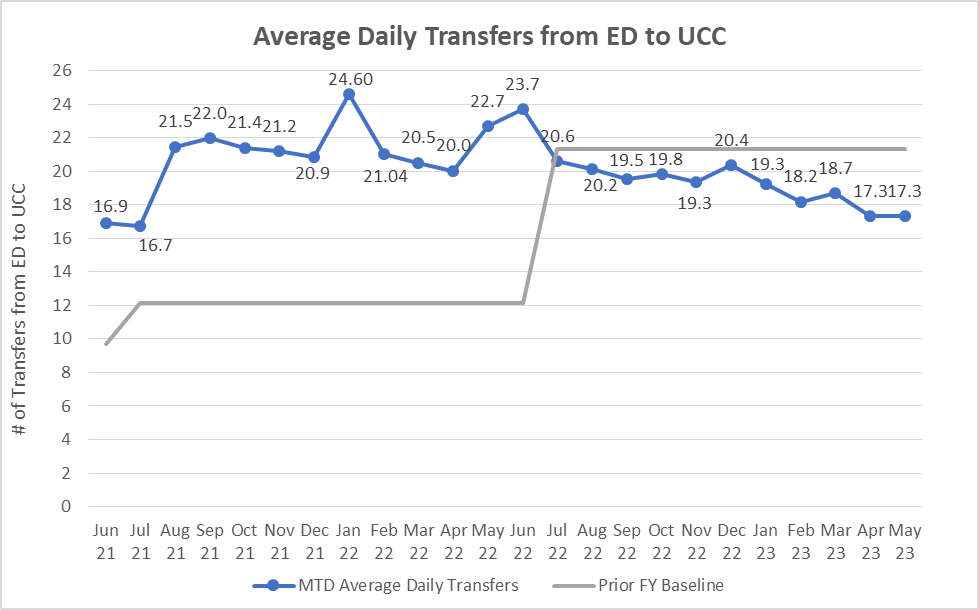 Average Daily Transfers from ED to UCC
# of Transfers from ED to UCC
26
24
22
20
18
16
14
12
10
8
6
4
2
0
16.9
16.7
21.5
22.0
21.4
21.2
20.9
24.60
21.04
20.5
20.0
22.7
23.7
20.6
20.2
19.5
19.8
19.3
20.4
19.3
18.2
18.7
17.3
17.3
Jun 21
Jul 21
Aug 21
Sep 21
Oct 21
Nov 21
Dec 21
Jan 22
Feb 22
Mar 22
Apr 22
May 22
Jun 22
Jul 22
Aug 22
Sep 22
Oct 22
Nov 22
Dec 22
Jan 23
Feb 23
Mar 23
Apr 23
May 23
MTD Average Daily Transfers
Prior FY Baseline